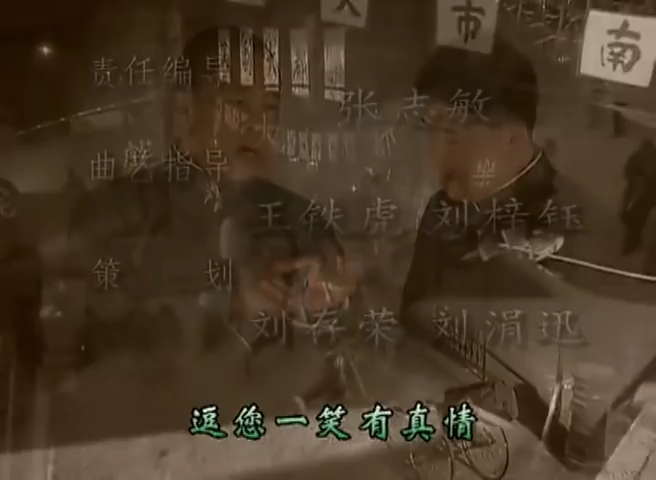 市
南
责任编导
张志敏
曲艺指导
王铁虎 刘梓钰
策 划
刘存荣 刘涓迅
逗您一笑有真情